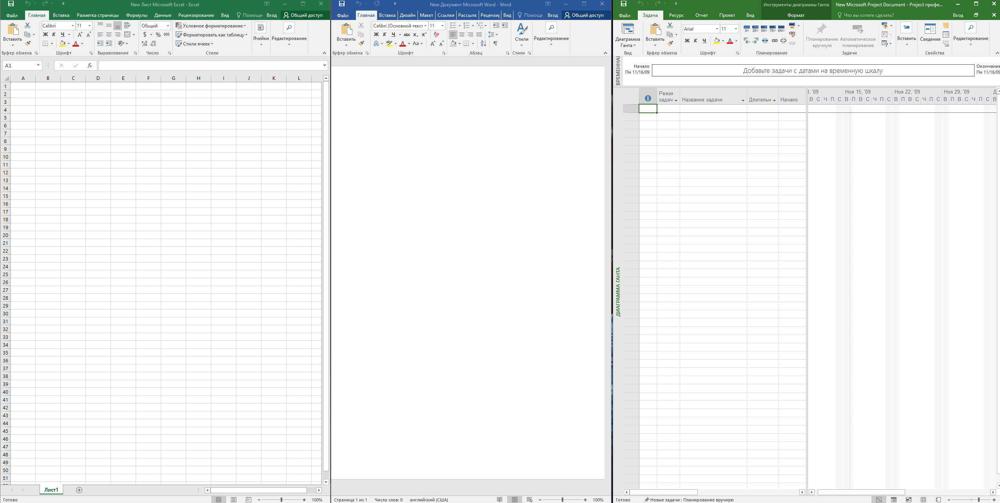 New Лист Microsoft Excel - Excel
Файл Главная Вставка Разметка страницы Формулы Данные Рецензирование Вид Помощн Вход Общий доступ
Вставить
Calibri 11
Ж К Ч
Общий
$ % 000
Условное форматирование
Форматировать как таблицу
Стили ячеек
Ячейки
Редактирование
Буфер обмена Шрифт Выравнивание Число Стили
A1 fx
A B C D E F G H I J K L
1
2
3
4
5
6
7
8
9
10
11
12
13
14
15
16
17
18
19
20
21
22
23
24
25
26
27
28
29
30
31
32
33
34
35
36
37
38
39
40
41
42
43
44
45
46
47
48
49
50
51
Лист1
Готово 100%
New Документ Microsoft Word - Word
Файл Главная Вставка Дизайн Макет Ссылки Рассылк Рецензир Вид Помощн Вход Общий доступ
Вставить
Calibri (Основной текст 11
Ж К Ч abc x₂ x²
Aa
Стили
Редактирование
Буфер обмена Шрифт Абзац Стили
Страница 1 из 1 Число слов: 0 английский (США) 100%
Инструменты диаграммы Ганта New Microsoft Project Document - Project профе...
Файл Задача Ресурс Отчет Проект Вид Формат Что вы хотите сделать? Вход
Диаграмма
Ганта
Вставить
Arial 11
Ж К Ч
0% 25% 50% 75% 100%
Планирование
вручную
Автоматическое
планирование
Вставить
Сведения
Редактирование
Вид Буфер обмена Шрифт Планирование Задачи Свойства
Начало
Пн 11/16/09
Добавьте задачи с датами на временную шкалу
Окончание
Пн 11/16/09
Режим
задач
Название задачи Длительн Начало
, '09 Ноя 15, '09 Ноя 22, '09 Ноя 29, '09 Д
В С Ч П С В П В С Ч П С В П В С Ч П С В П В С Ч П С В
ДИАГРАММА ГАНТА
Готово Новые задачи : Планирование вручную